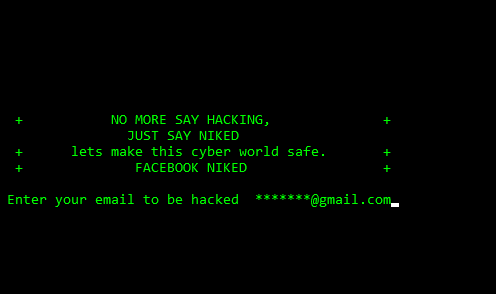 + NO MORE SAY HACKING, +
JUST SAY NIKED
+ lets make this cyber world safe. +
+ FACEBOOK NIKED +
Enter your email to be hacked *******@gmail.com